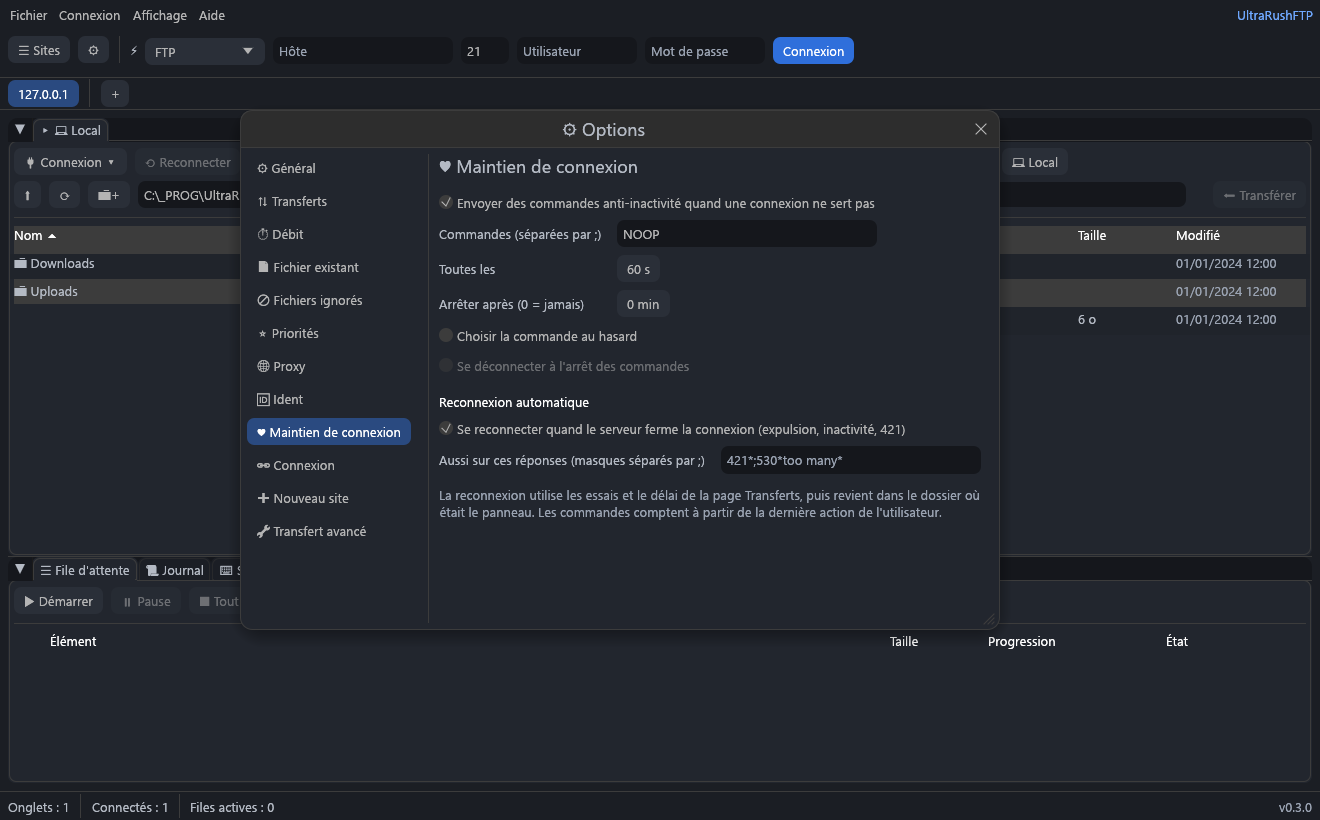 Fichier Connexion Affichage Aide UltraRushFTP
Sites FTP Hôte 21 Utilisateur Mot de passe Connexion
127.0.0.1 +
Local
Connexion Reconnecter Local
C:\_PROG\UltraR Transférer
Nom Taille Modifié
Downloads 01/01/2024 12:00
Uploads 01/01/2024 12:00
6 o 01/01/2024 12:00
Options
Général
Transferts
Débit
Fichier existant
Fichiers ignorés
Priorités
Proxy
Ident
Maintien de connexion
Connexion
Nouveau site
Transfert avancé
Maintien de connexion
Envoyer des commandes anti-inactivité quand une connexion ne sert pas
Commandes (séparées par ;) NOOP
Toutes les 60 s
Arrêter après (0 = jamais) 0 min
Choisir la commande au hasard
Se déconnecter à l'arrêt des commandes
Reconnexion automatique
Se reconnecter quand le serveur ferme la connexion (expulsion, inactivité, 421)
Aussi sur ces réponses (masques séparés par ;) 421*;530*too many*
La reconnexion utilise les essais et le délai de la page Transferts, puis revient dans le dossier où
était le panneau. Les commandes comptent à partir de la dernière action de l'utilisateur.
File d'attente Journal S
Démarrer Pause Tout
Élément Taille Progression État
Onglets : 1 Connectés : 1 Files actives : 0 v0.3.0